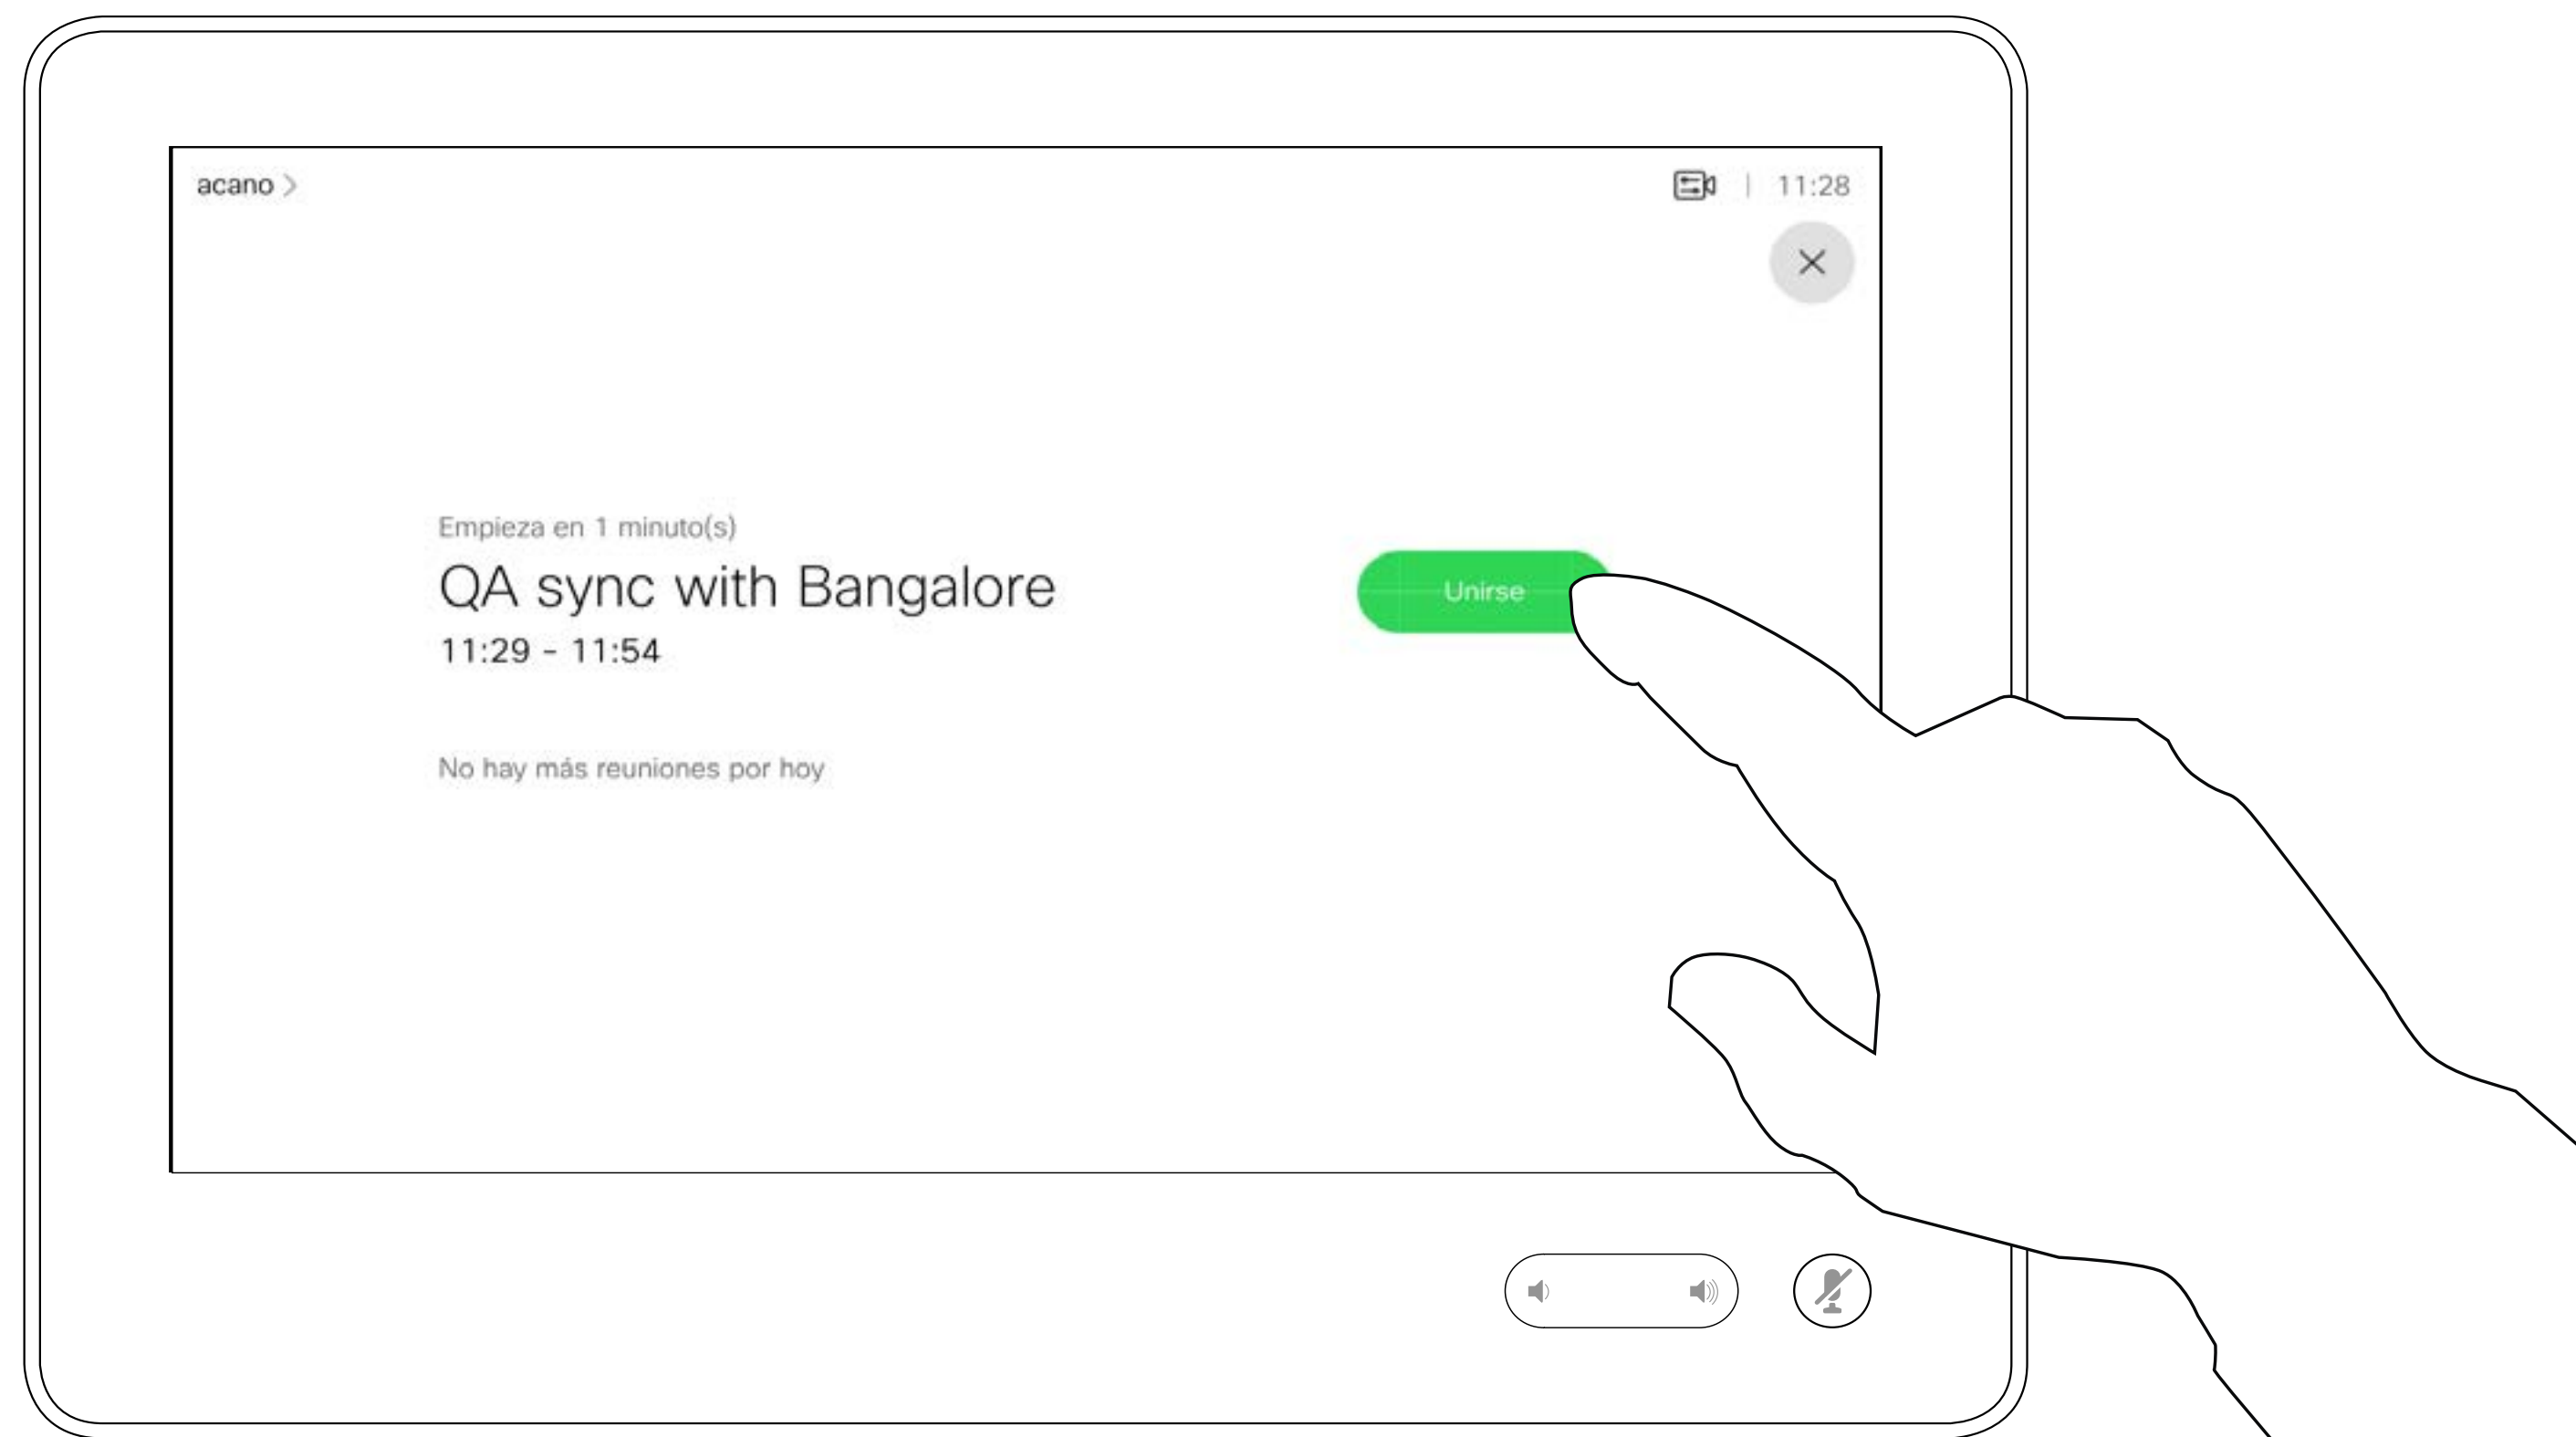 acano
11:28
Empieza en 1 minuto(s)
QA sync with Bangalore
11:29 - 11:54
Unirse
No hay más reuniones por hoy